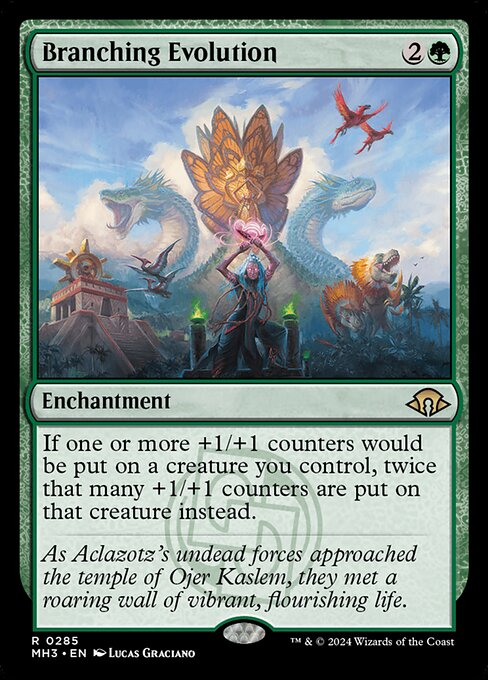 Branching Evolution 2
Enchantment
If one or more +1/+1 counters would
be put on a creature you control, twice
that many +1/+1 counters are put on
that creature instead.
As Aclazotz's undead forces approached
the temple of Ojer Kaslem, they met a
roaring wall of vibrant, flourishing life.
R 0285
MH3 • EN Lucas Graciano
™ & © 2024 Wizards of the Coast